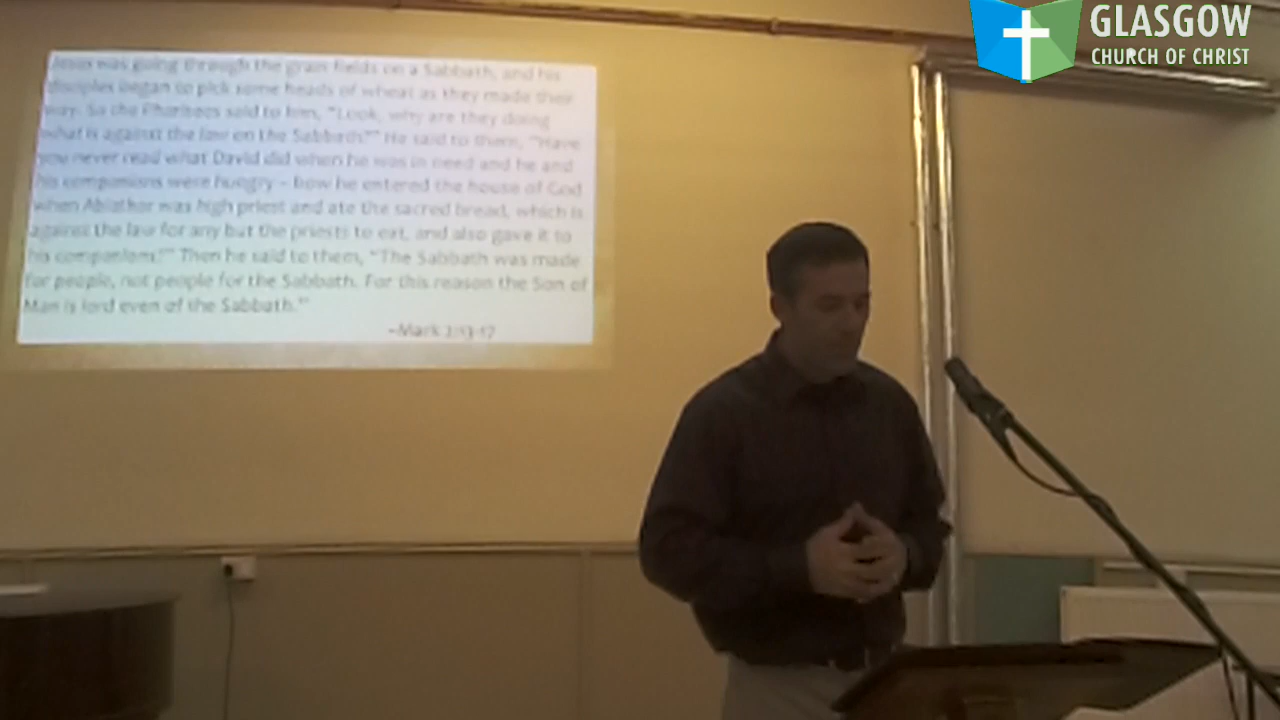 GLASGOW
CHURCH OF CHRIST
Jesus was going through the grain fields on a Sabbath, and his
disciples began to pick some heads of wheat as they made their
way. So the Pharisees said to him, "Look, why are they doing
what is against the law on the Sabbath?" He said to them, "Have
you never read what David did when he was in need and he and
his companions were hungry – how he entered the house of God
when Abiathar was high priest and ate the sacred bread, which is
against the law for any but the priests to eat, and also gave it to
his companions?" Then he said to them, "The Sabbath was made
for people, not people for the Sabbath. For this reason the Son of
Man is lord even of the Sabbath."
~Mark